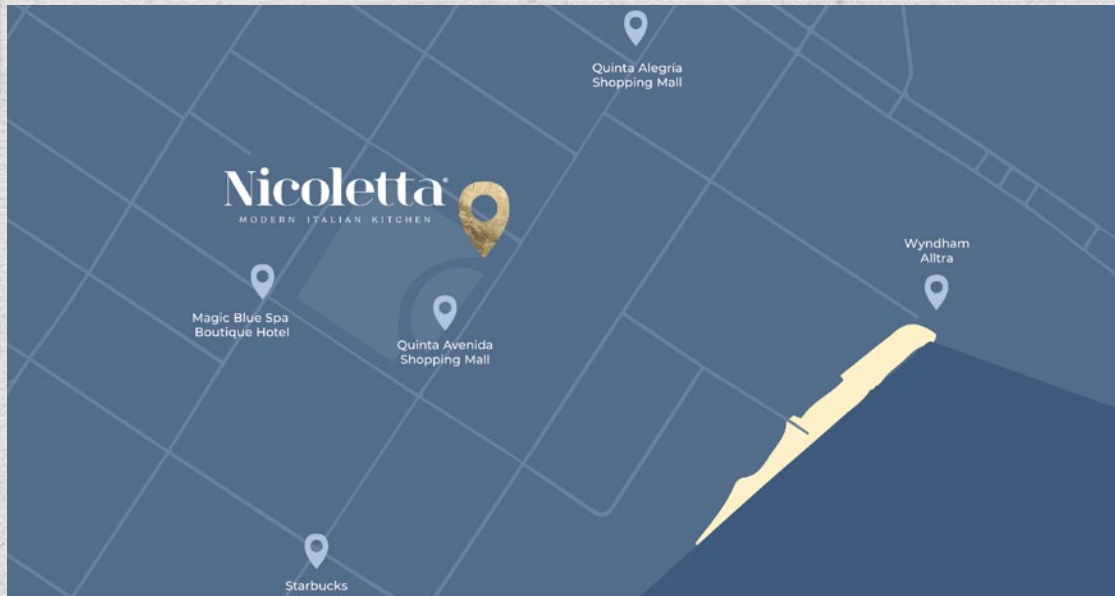 Quinta Alegría
Shopping Mall
Nicoletta®
MODERN ITALIAN KITCHEN
Wyndham
Alltra
Magic Blue Spa
Boutique Hotel
Quinta Avenida
Shopping Mall
Starbucks